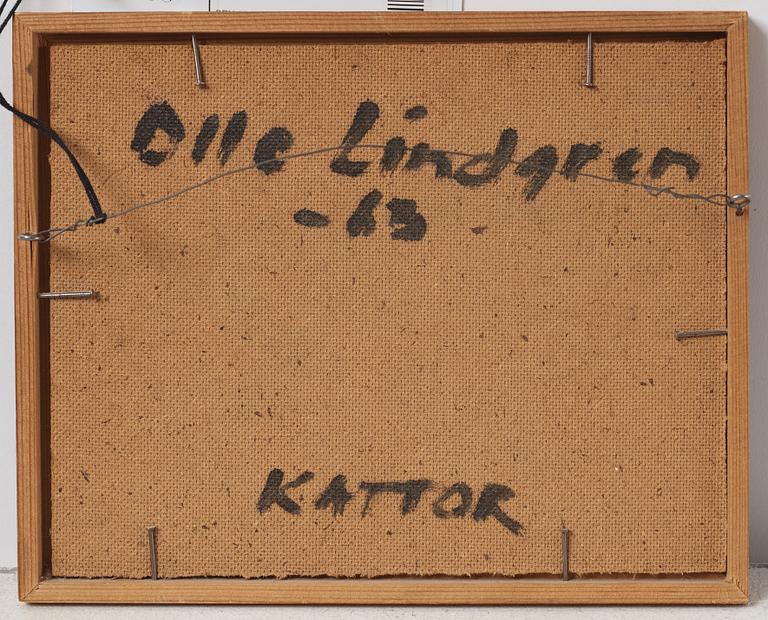 Olle Lindgren
-63
KATTOR